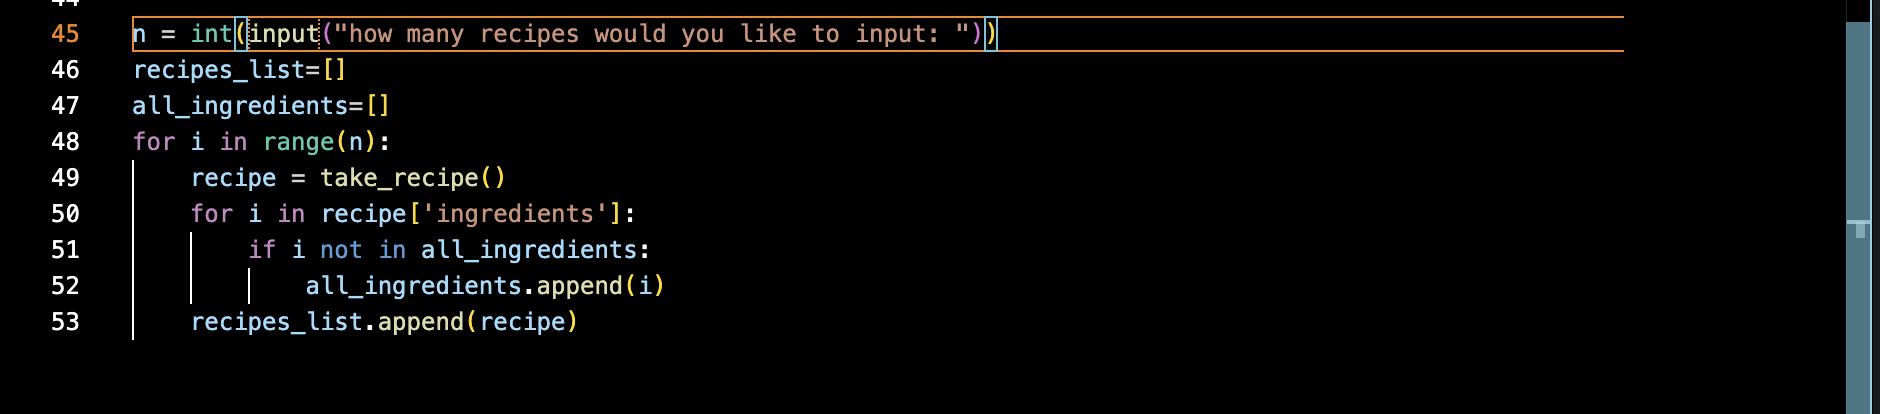 44
45 n = int(input("how many recipes would you like to input: "))
46 recipes_list=[]
47 all_ingredients=[]
48 for i in range(n):
49     recipe = take_recipe()
50     for i in recipe['ingredients']:
51         if i not in all_ingredients:
52             all_ingredients.append(i)
53     recipes_list.append(recipe)